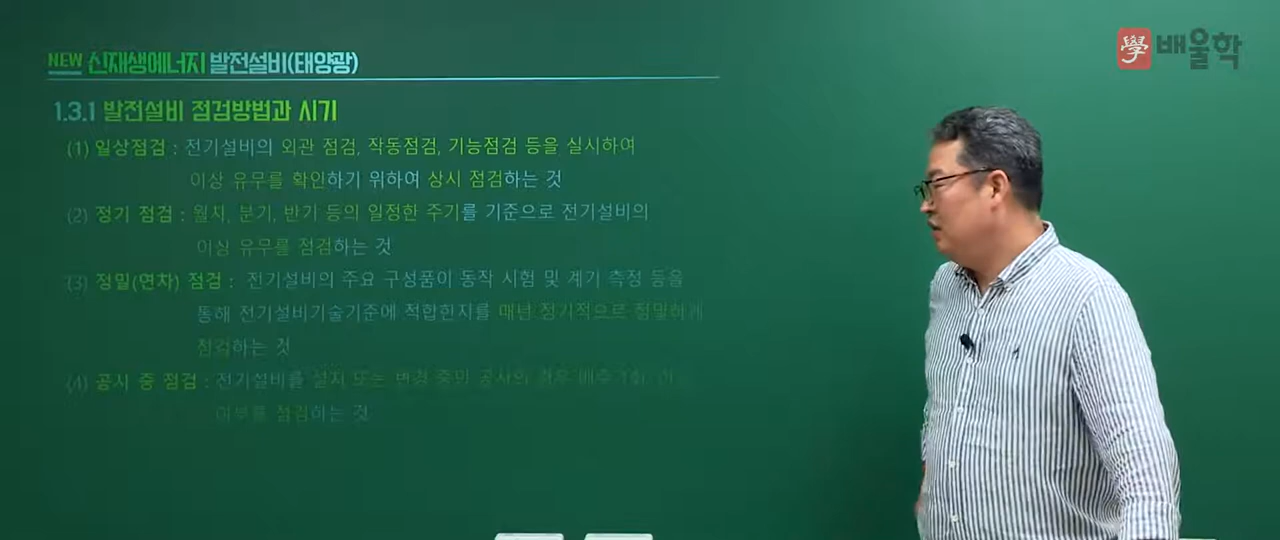 NEW 신재생에너지 발전설비(태양광)
學 배울학
1.3.1 발전설비 점검방법과 시기
(1) 일상점검 : 전기설비의 외관 점검, 작동점검, 기능점검 등을 실시하여
이상 유무를 확인하기 위하여 상시 점검하는 것
(2) 정기 점검 : 월차, 분기, 반기 등의 일정한 주기를 기준으로 전기설비의
이상 유무를 점검하는 것
(3) 정밀(연차) 점검 : 전기설비의 주요 구성품이 동작 시험 및 계기 측정 등을
통해 전기설비기술기준에 적합한지를 매년 정기적으로 정밀하게
점검하는 것
(4) 공사 중 점검 : 전기설비를 설치 또는 변경 중인 공사의 경우 매주 1회
여부를 점검하는 것